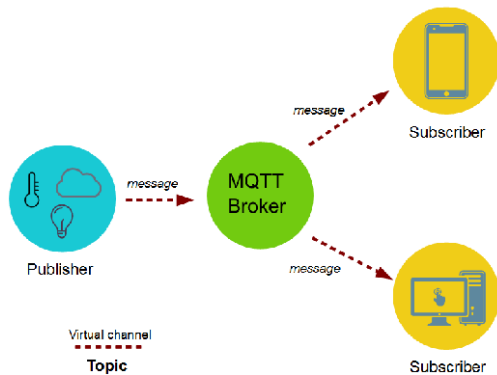 message
Subscriber
message
MQTT
Broker
Publisher
message
Subscriber
Virtual channel
Topic